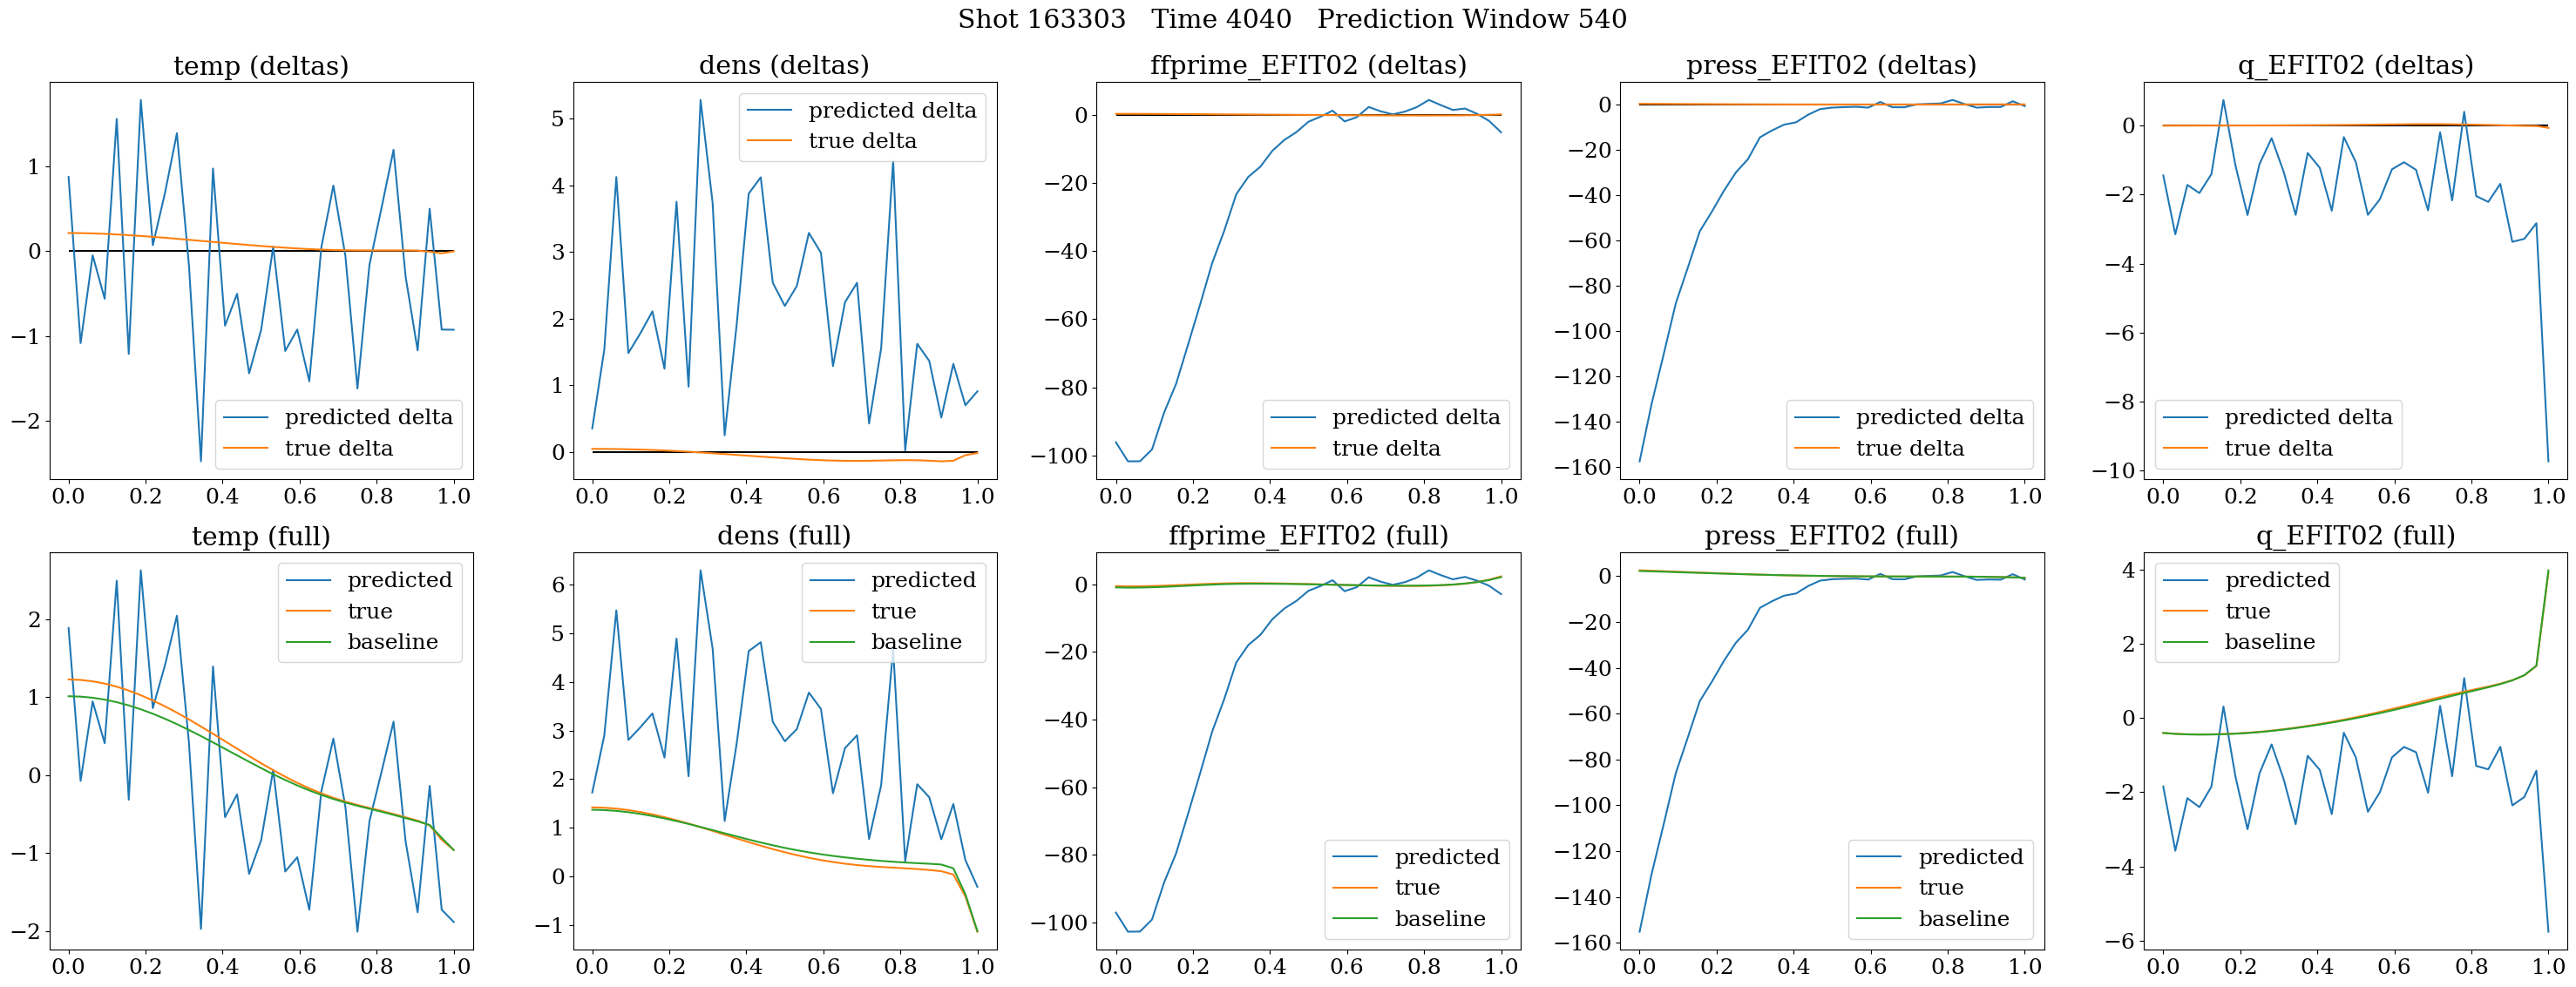 Shot 163303   Time 4040   Prediction Window 540
temp (deltas)
1
0
−1
−2
0.0 0.2 0.4 0.6 0.8 1.0
predicted delta
true delta
dens (deltas)
5
4
3
2
1
0
0.0 0.2 0.4 0.6 0.8 1.0
predicted delta
true delta
ffprime_EFIT02 (deltas)
0
−20
−40
−60
−80
−100
0.0 0.2 0.4 0.6 0.8 1.0
predicted delta
true delta
press_EFIT02 (deltas)
0
−20
−40
−60
−80
−100
−120
−140
−160
0.0 0.2 0.4 0.6 0.8 1.0
predicted delta
true delta
q_EFIT02 (deltas)
0
−2
−4
−6
−8
−10
0.0 0.2 0.4 0.6 0.8 1.0
predicted delta
true delta
temp (full)
2
1
0
−1
−2
0.0 0.2 0.4 0.6 0.8 1.0
predicted
true
baseline
dens (full)
6
5
4
3
2
1
0
−1
0.0 0.2 0.4 0.6 0.8 1.0
predicted
true
baseline
ffprime_EFIT02 (full)
0
−20
−40
−60
−80
−100
0.0 0.2 0.4 0.6 0.8 1.0
predicted
true
baseline
press_EFIT02 (full)
0
−20
−40
−60
−80
−100
−120
−140
−160
0.0 0.2 0.4 0.6 0.8 1.0
predicted
true
baseline
q_EFIT02 (full)
4
2
0
−2
−4
−6
0.0 0.2 0.4 0.6 0.8 1.0
predicted
true
baseline